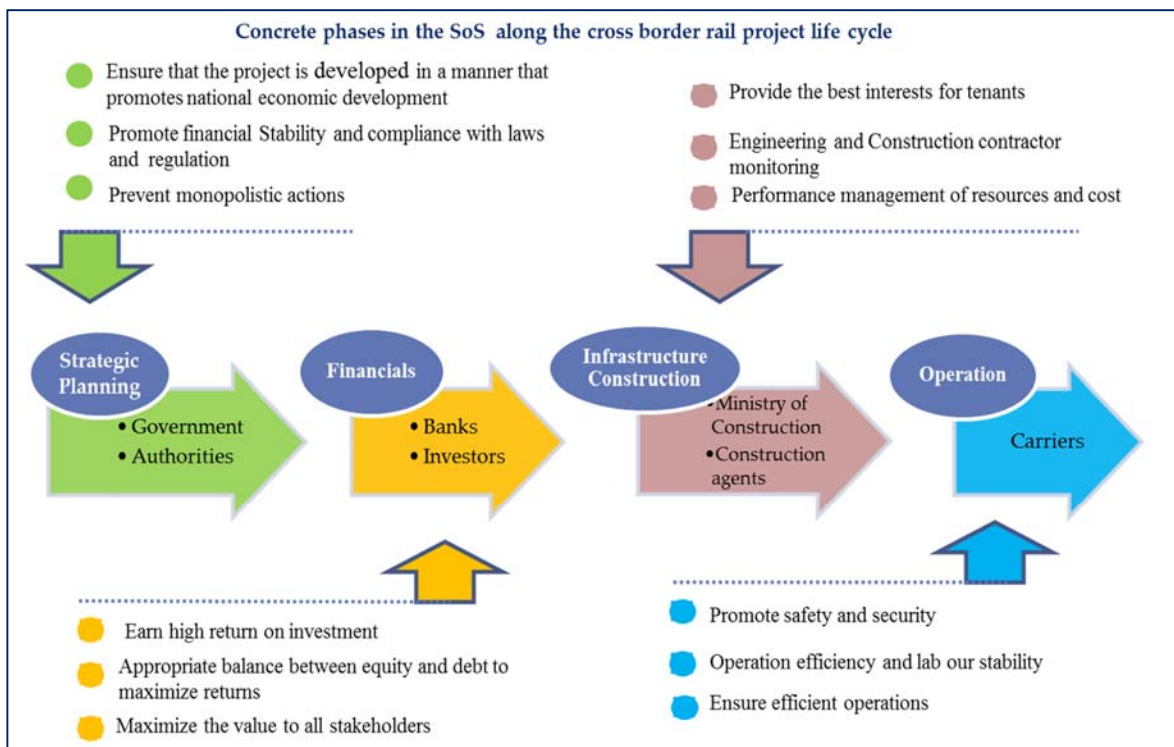 Concrete phases in the SoS along the cross border rail project life cycle
Ensure that the project is developed in a manner that
promotes national economic development
Promote financial Stability and compliance with laws
and regulation
Prevent monopolistic actions
Provide the best interests for tenants
Engineering and Construction contractor
monitoring
Performance management of resources and cost
Strategic
Planning
• Government
• Authorities
Financials
• Banks
• Investors
Infrastructure
Construction
•Ministry of
Construction
•Construction
agents
Operation
Carriers
Earn high return on investment
Appropriate balance between equity and debt to
maximize returns
Maximize the value to all stakeholders
Promote safety and security
Operation efficiency and lab our stability
Ensure efficient operations